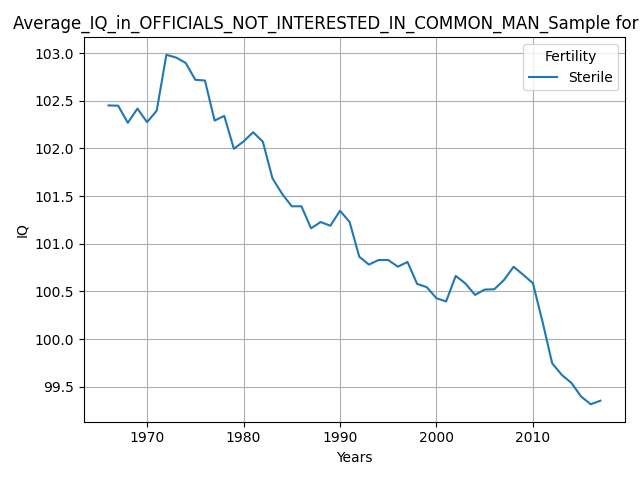 Average_IQ_in_OFFICIALS_NOT_INTERESTED_IN_COMMON_MAN_Sample for
103.0
102.5
102.0
101.5
101.0
100.5
100.0
99.5
IQ
Fertility
Sterile
1970
1980
1990
2000
2010
Years